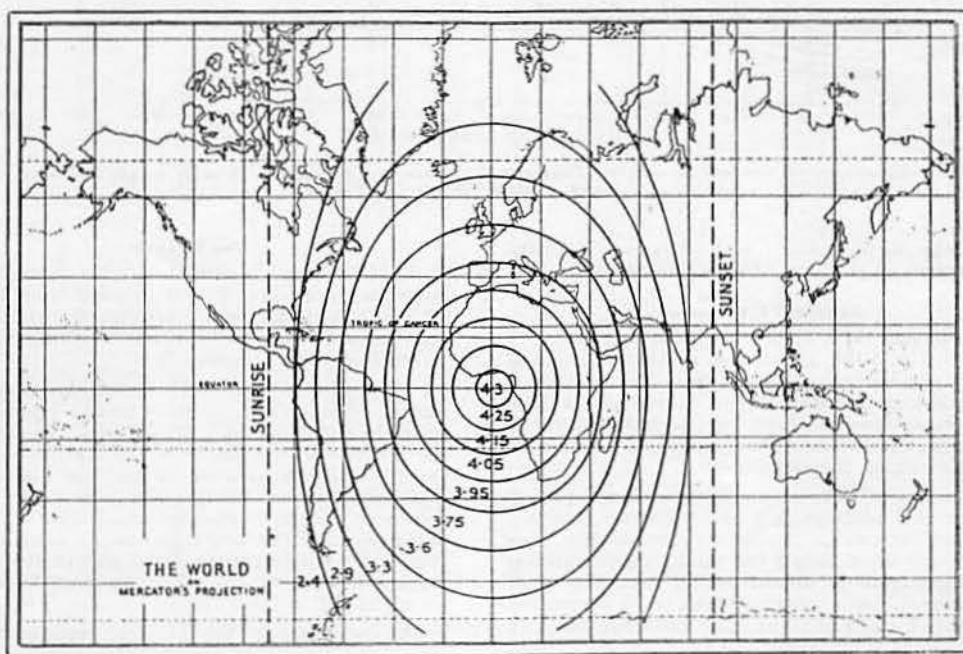 SUNSET
TROPIC OF CANCER
EQUATOR
SUNRISE
4·3
4·25
4·15
4·05
3·95
3·75
3·6
3·3
2·9
2·4
THE WORLD
ON
MERCATOR'S PROJECTION